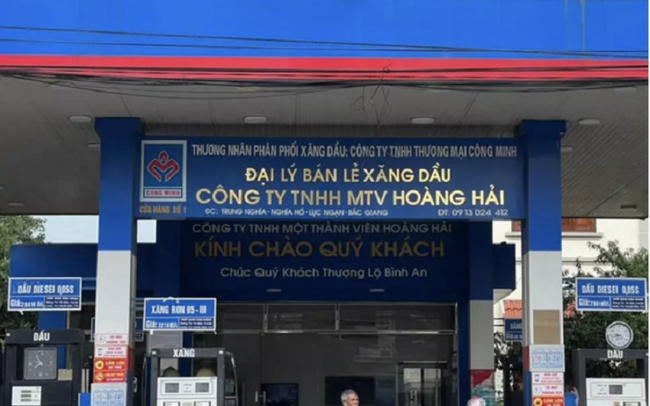 THƯƠNG NHÂN PHÂN PHỐI XĂNG DẦU: CÔNG TY TNHH THƯƠNG MẠI CÔNG MINH
ĐẠI LÝ BÁN LẺ XĂNG DẦU
CÔNG TY TNHH MTV HOÀNG HẢI
CÔNG MINH
CỬA HÀNG SỐ 1
ĐC: TRUNG NGHĨA - NGHĨA HỒ - LỤC NGẠN - BẮC GIANG
ĐT: 0913 024 412
CÔNG TY TNHH MỘT THÀNH VIÊN HOÀNG HẢI
KÍNH CHÀO QUÝ KHÁCH
Chúc Quý Khách Thượng Lộ Bình An
DẦU DIESEL 0,05S
XĂNG RON 95 - III
DẦU DIESEL 0,05S
DẦU
XĂNG
DẦU